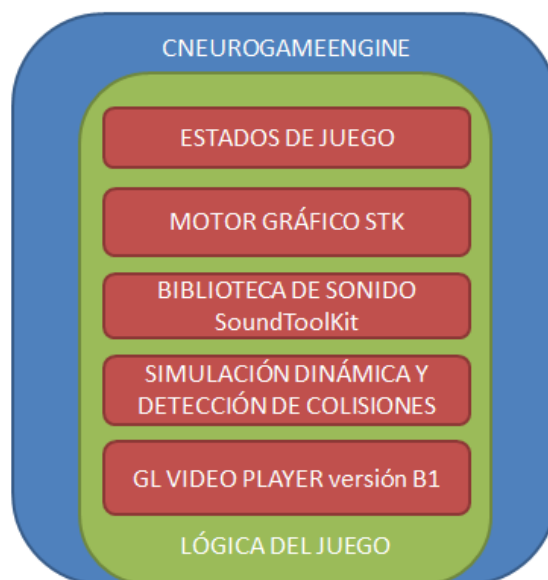 CNEUROGAMEENGINE
ESTADOS DE JUEGO
MOTOR GRÁFICO STK
BIBLIOTECA DE SONIDO
SoundToolKit
SIMULACIÓN DINÁMICA Y
DETECCIÓN DE COLISIONES
GL VIDEO PLAYER versión B1
LÓGICA DEL JUEGO